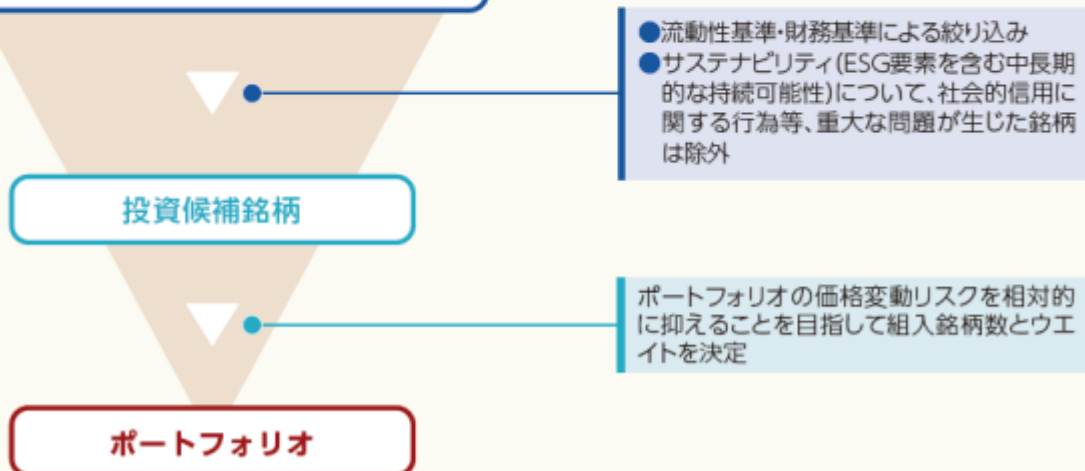 ●流動性基準・財務基準による絞り込み
●サステナビリティ(ESG要素を含む中長期
的な持続可能性)について、社会的信用に
関する行為等、重大な問題が生じた銘柄
は除外
投資候補銘柄
ポートフォリオの価格変動リスクを相対的
に抑えることを目指して組入銘柄数とウエ
イトを決定
ポートフォリオ